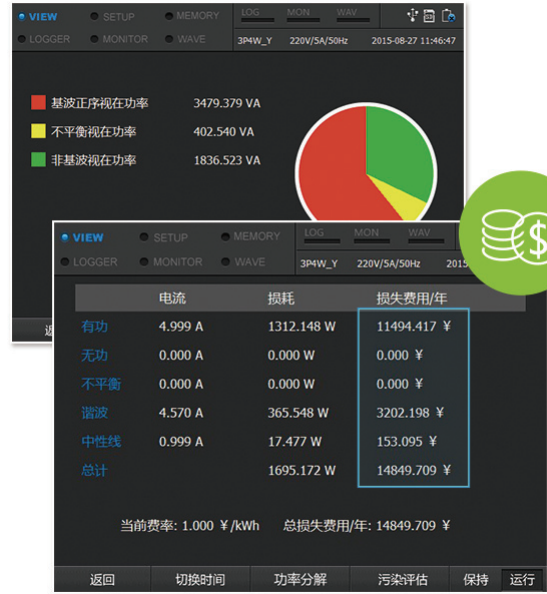 VIEW SETUP MEMORY LOG MON WAV
LOGGER MONITOR WAVE 3P4W_Y 220V/5A/50Hz 2015-08-27 11:46:47
基波正序视在功率 3479.379 VA
不平衡视在功率 402.540 VA
非基波视在功率 1836.523 VA
VIEW SETUP MEMORY LOG MON WAV
LOGGER MONITOR WAVE 3P4W_Y 220V/5A/50Hz 2015
电流 损耗 损失费用/年
有功 4.999 A 1312.148 W 11494.417 ¥
无功 0.000 A 0.000 W 0.000 ¥
不平衡 0.000 A 0.000 W 0.000 ¥
谐波 4.570 A 365.548 W 3202.198 ¥
中性线 0.999 A 17.477 W 153.095 ¥
总计 1695.172 W 14849.709 ¥
当前费率: 1.000 ¥/kWh 总损失费用/年: 14849.709 ¥
返回 切换时间 功率分解 污染评估 保持 运行